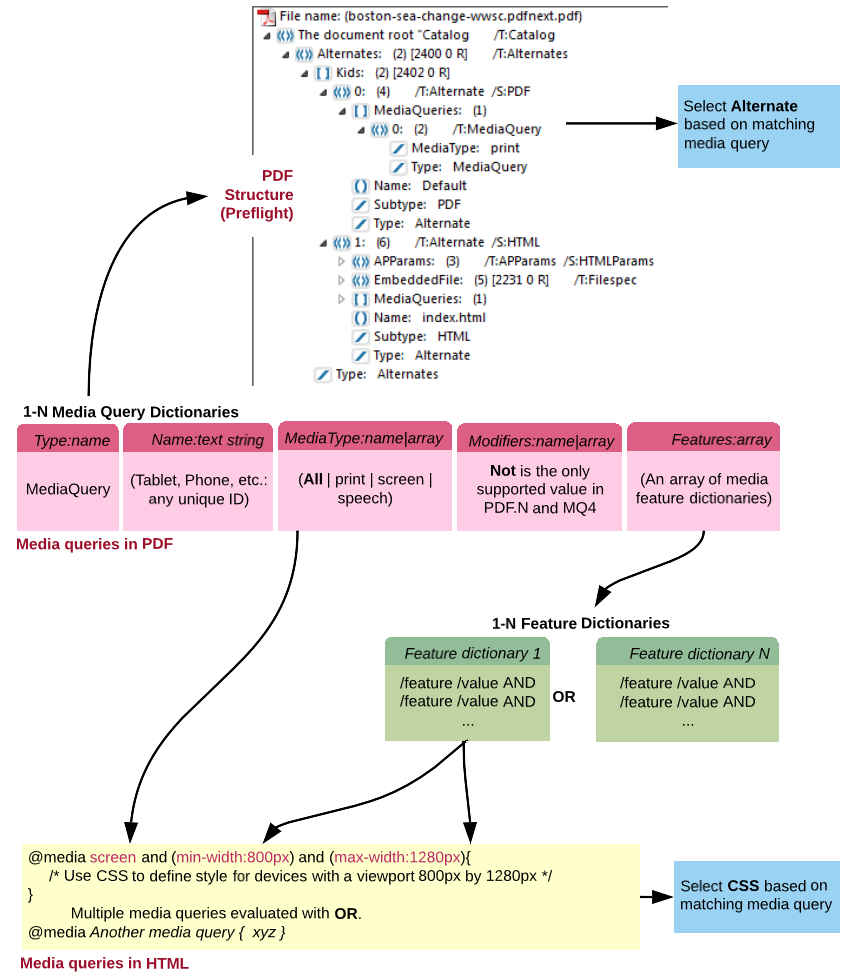 File name: (boston-sea-change-wwsc.pdfnext.pdf)
The document root "Catalog /T:Catalog
Alternates: (2) [2400 0 R] /T:Alternates
Kids: (2) [2402 0 R]
0: (4) /T:Alternate /S:PDF
MediaQueries: (1)
0: (2) /T:MediaQuery
MediaType: print
Type: MediaQuery
Name: Default
Subtype: PDF
Type: Alternate
1: (6) /T:Alternate /S:HTML
APParams: (3) /T:APParams /S:HTMLParams
EmbeddedFile: (5) [2231 0 R] /T:Filespec
MediaQueries: (1)
Name: index.html
Subtype: HTML
Type: Alternate
Type: Alternates
Select Alternate
based on matching
media query
PDF
Structure
(Preflight)
1-N Media Query Dictionaries
Type:name
MediaQuery
Name:text string
(Tablet, Phone, etc.:
any unique ID)
MediaType:name|array
(All | print | screen |
speech)
Modifiers:name|array
Not is the only
supported value in
PDF.N and MQ4
Features:array
(An array of media
feature dictionaries)
Media queries in PDF
1-N Feature Dictionaries
Feature dictionary 1
/feature /value AND
/feature /value AND
...
OR
Feature dictionary N
/feature /value AND
/feature /value AND
...
@media screen and (min-width:800px) and (max-width:1280px){
/* Use CSS to define style for devices with a viewport 800px by 1280px */
}
Multiple media queries evaluated with OR.
@media Another media query { xyz }
Select CSS based on
matching media query
Media queries in HTML